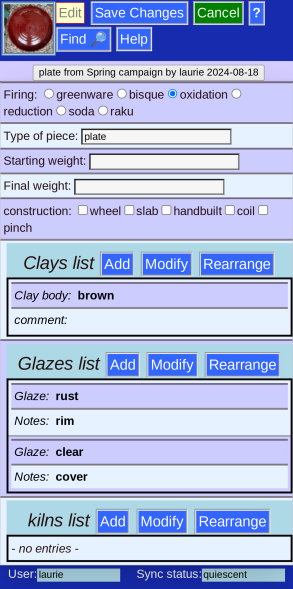 Edit Save Changes Cancel ?
Find 🔎 Help
plate from Spring campaign by laurie 2024-08-18
Firing: greenware bisque oxidation
reduction soda raku
Type of piece: plate
Starting weight:
Final weight:
construction: wheel slab handbuilt coil
pinch
Clays list Add Modify Rearrange
Clay body: brown
comment:
Glazes list Add Modify Rearrange
Glaze: rust
Notes: rim
Glaze: clear
Notes: cover
kilns list Add Modify Rearrange
- no entries -
User: laurie Sync status: quiescent